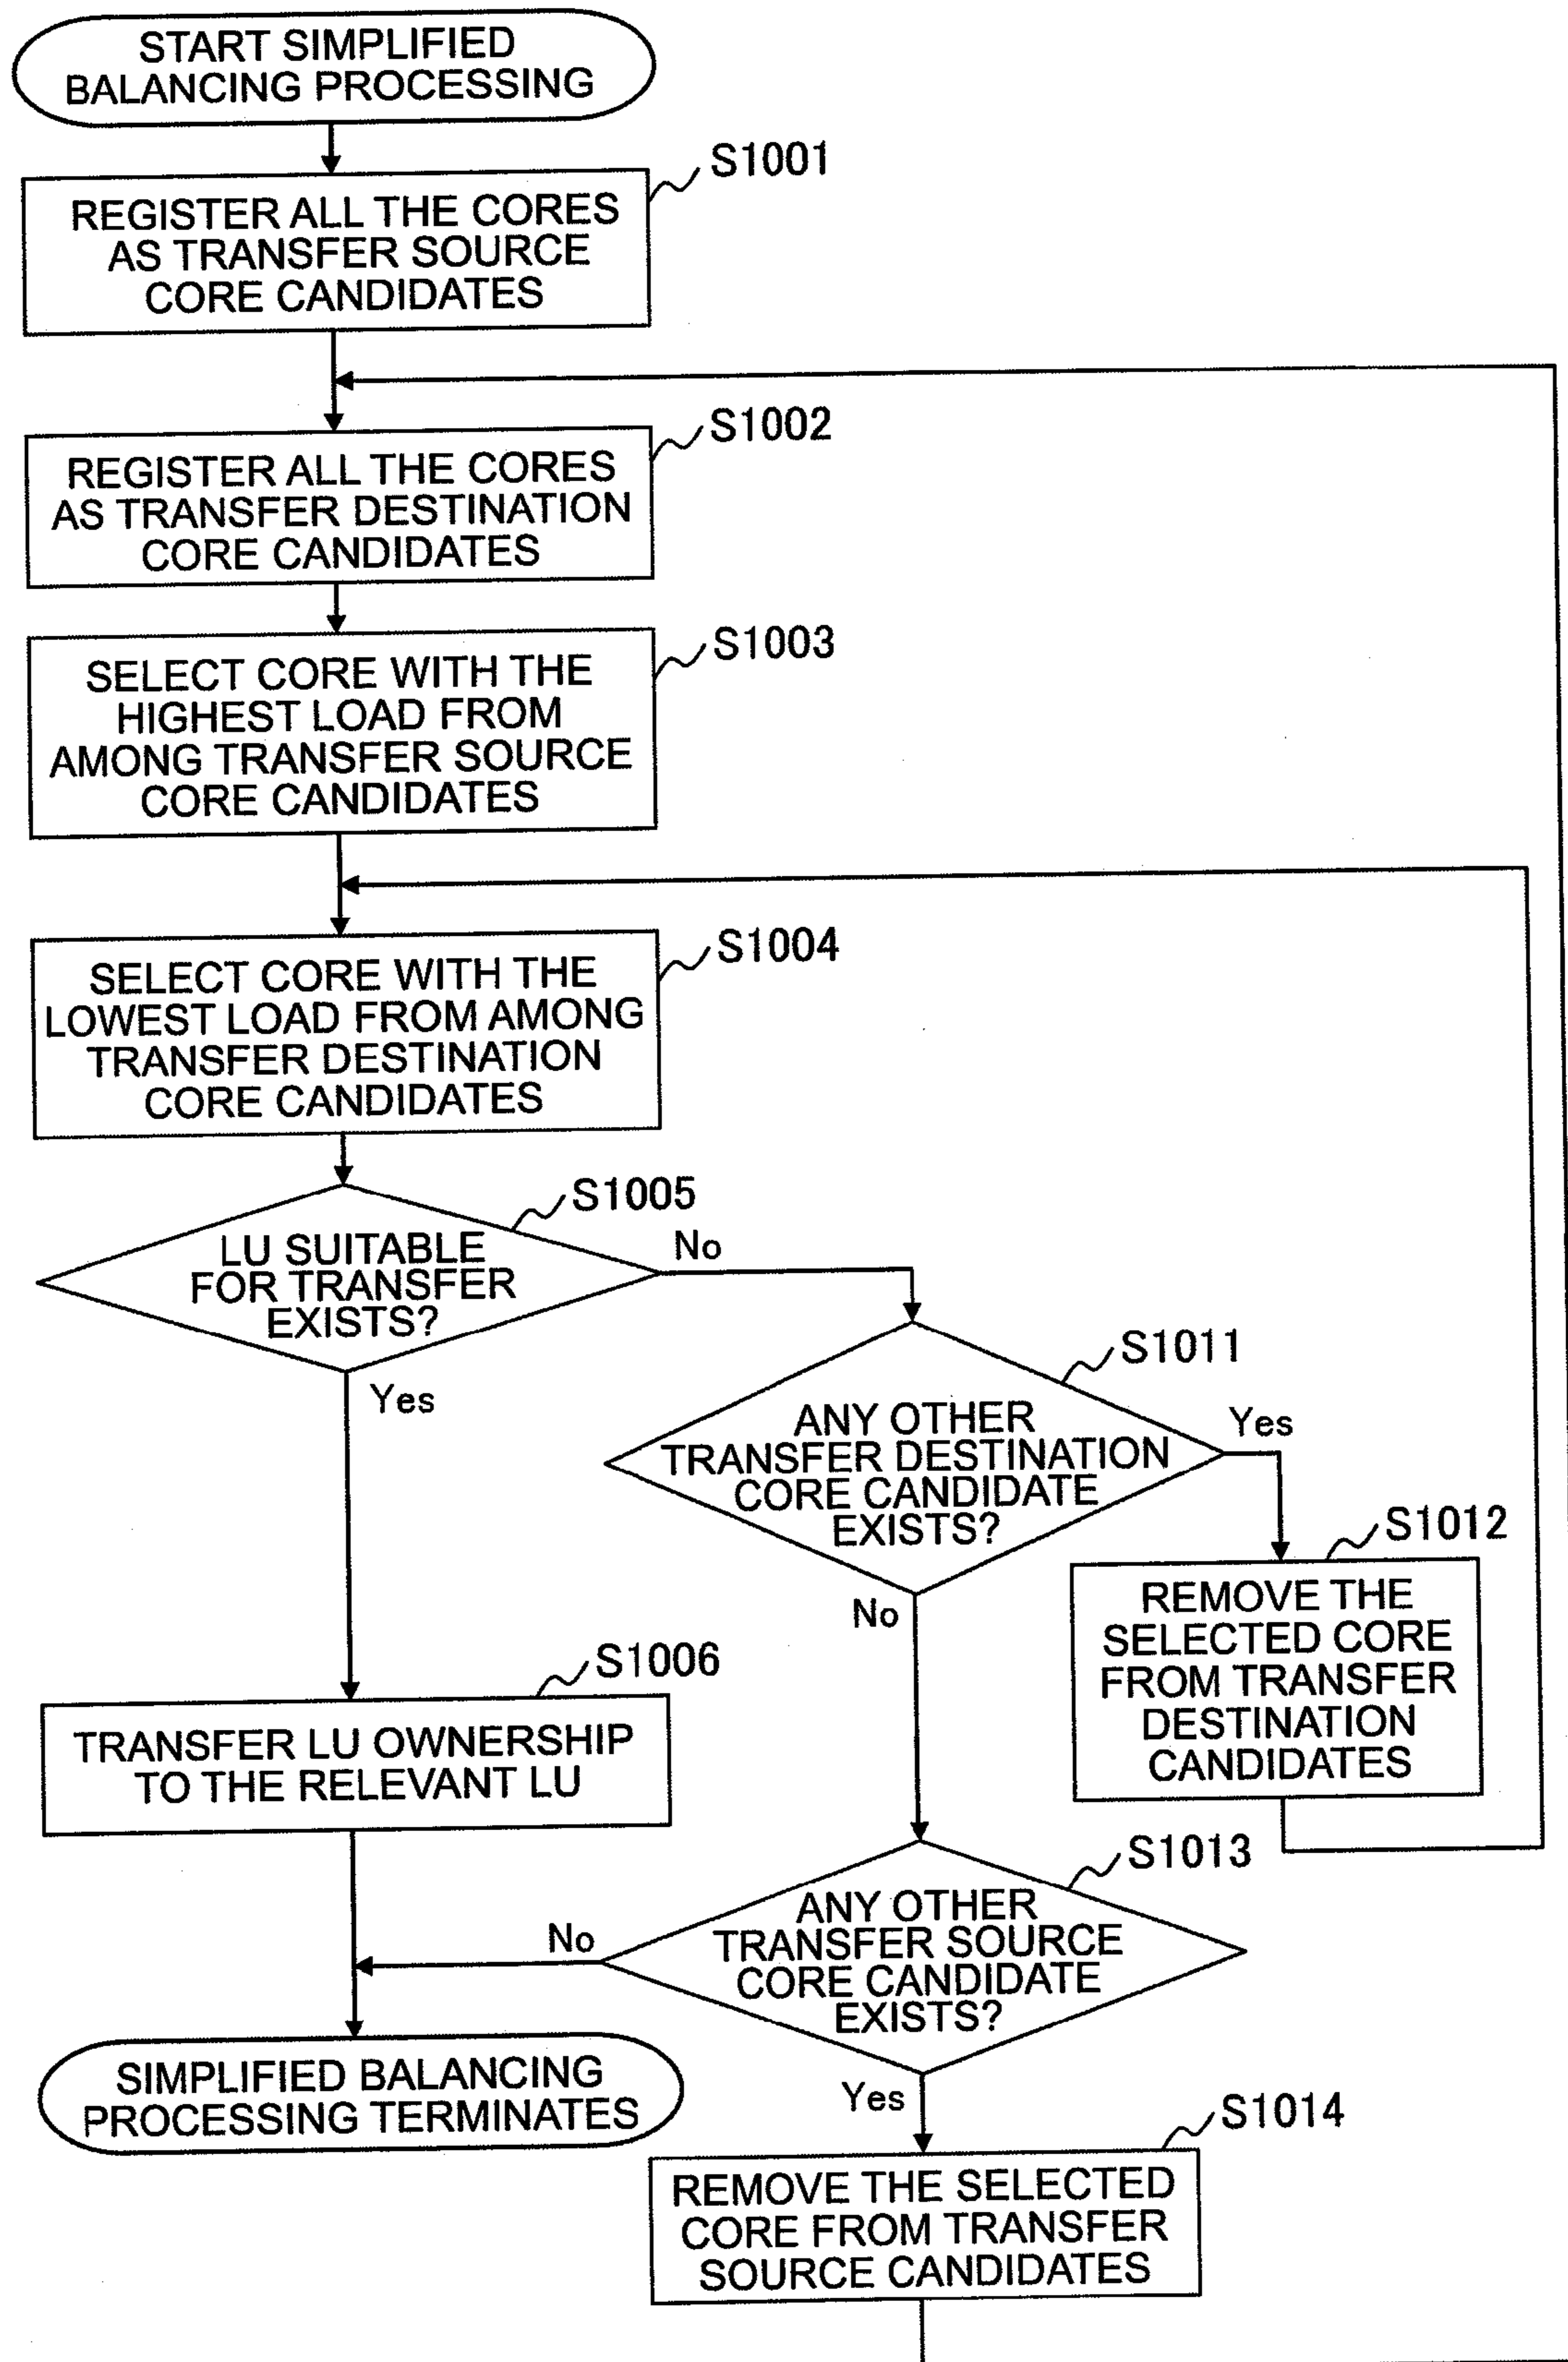 START SIMPLIFIED
BALANCING PROCESSING
S1001
REGISTER ALL THE CORES
AS TRANSFER SOURCE
CORE CANDIDATES
S1002
REGISTER ALL THE CORES
AS TRANSFER DESTINATION
CORE CANDIDATES
S1003
SELECT CORE WITH THE
HIGHEST LOAD FROM
AMONG TRANSFER SOURCE
CORE CANDIDATES
S1004
SELECT CORE WITH THE
LOWEST LOAD FROM AMONG
TRANSFER DESTINATION
CORE CANDIDATES
S1005
LU SUITABLE
FOR TRANSFER
EXISTS?
No
Yes
S1011
ANY OTHER
TRANSFER DESTINATION
CORE CANDIDATE
EXISTS?
Yes
No
S1012
REMOVE THE
SELECTED CORE
FROM TRANSFER
DESTINATION
CANDIDATES
S1006
TRANSFER LU OWNERSHIP
TO THE RELEVANT LU
S1013
ANY OTHER
TRANSFER SOURCE
CORE CANDIDATE
EXISTS?
No
Yes
SIMPLIFIED BALANCING
PROCESSING TERMINATES
S1014
REMOVE THE SELECTED
CORE FROM TRANSFER
SOURCE CANDIDATES